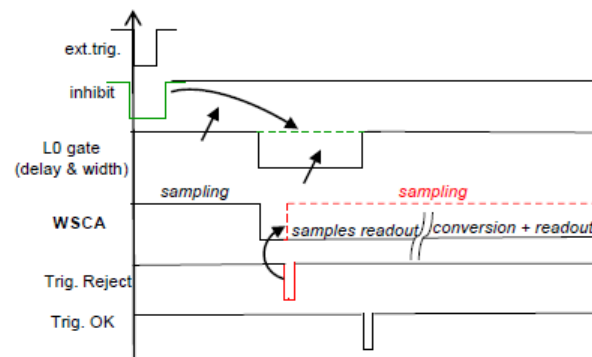 ext.trig.
inhibit
L0 gate
(delay & width)
sampling
sampling
WSCA
samples readout
conversion + readout
Trig. Reject
Trig. OK